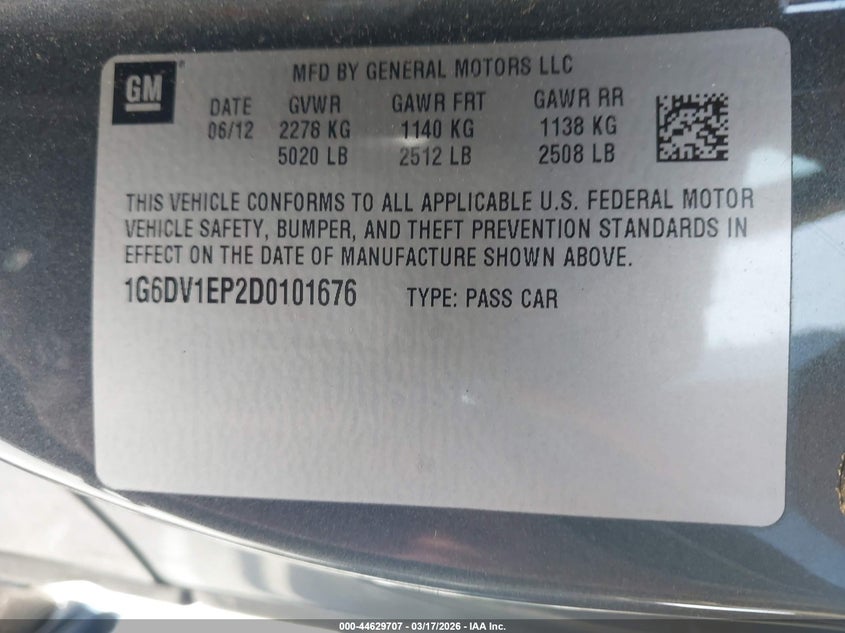 GM
MFD BY GENERAL MOTORS LLC
DATE GVWR GAWR FRT GAWR RR
06/12 2278 KG 1140 KG 1138 KG
5020 LB 2512 LB 2508 LB
THIS VEHICLE CONFORMS TO ALL APPLICABLE U.S. FEDERAL MOTOR
VEHICLE SAFETY, BUMPER, AND THEFT PREVENTION STANDARDS IN
EFFECT ON THE DATE OF MANUFACTURE SHOWN ABOVE.
1G6DV1EP2D0101676 TYPE: PASS CAR
000-44629707 - 03/17/2026 - IAA Inc.